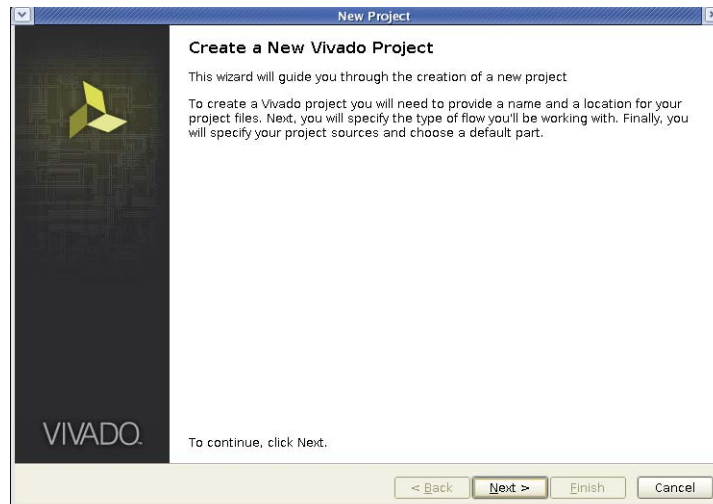 New Project
Create a New Vivado Project
This wizard will guide you through the creation of a new project
To create a Vivado project you will need to provide a name and a location for your
project files. Next, you will specify the type of flow you'll be working with. Finally, you
will specify your project sources and choose a default part.
VIVADO™
To continue, click Next.
< Back Next > Finish Cancel